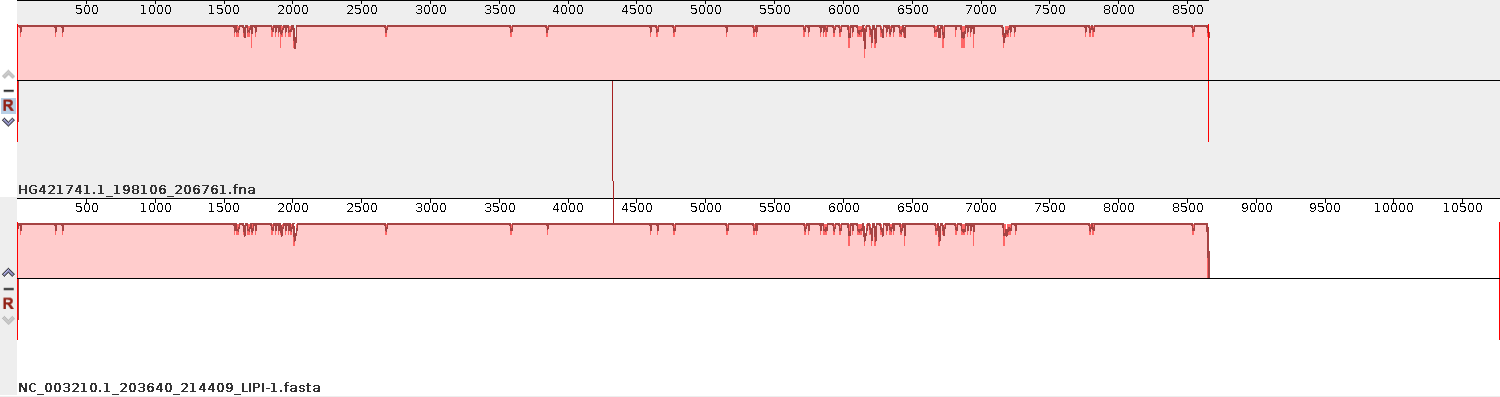 500 1000 1500 2000 2500 3000 3500 4000 4500 5000 5500 6000 6500 7000 7500 8000 8500
R
HG421741.1_198106_206761.fna
500 1000 1500 2000 2500 3000 3500 4000 4500 5000 5500 6000 6500 7000 7500 8000 8500 9000 9500 10000 10500
R
NC_003210.1_203640_214409_LIPI-1.fasta